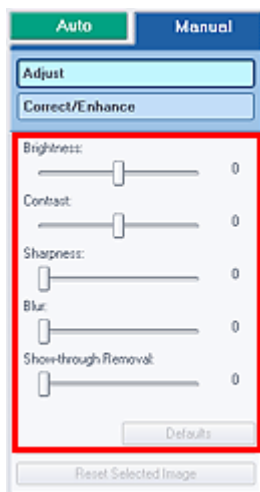 Auto Manual
Adjust
Correct/Enhance
Brightness:
0
Contrast:
0
Sharpness:
0
Blur:
0
Show-through Removal:
0
Defaults
Reset Selected Image